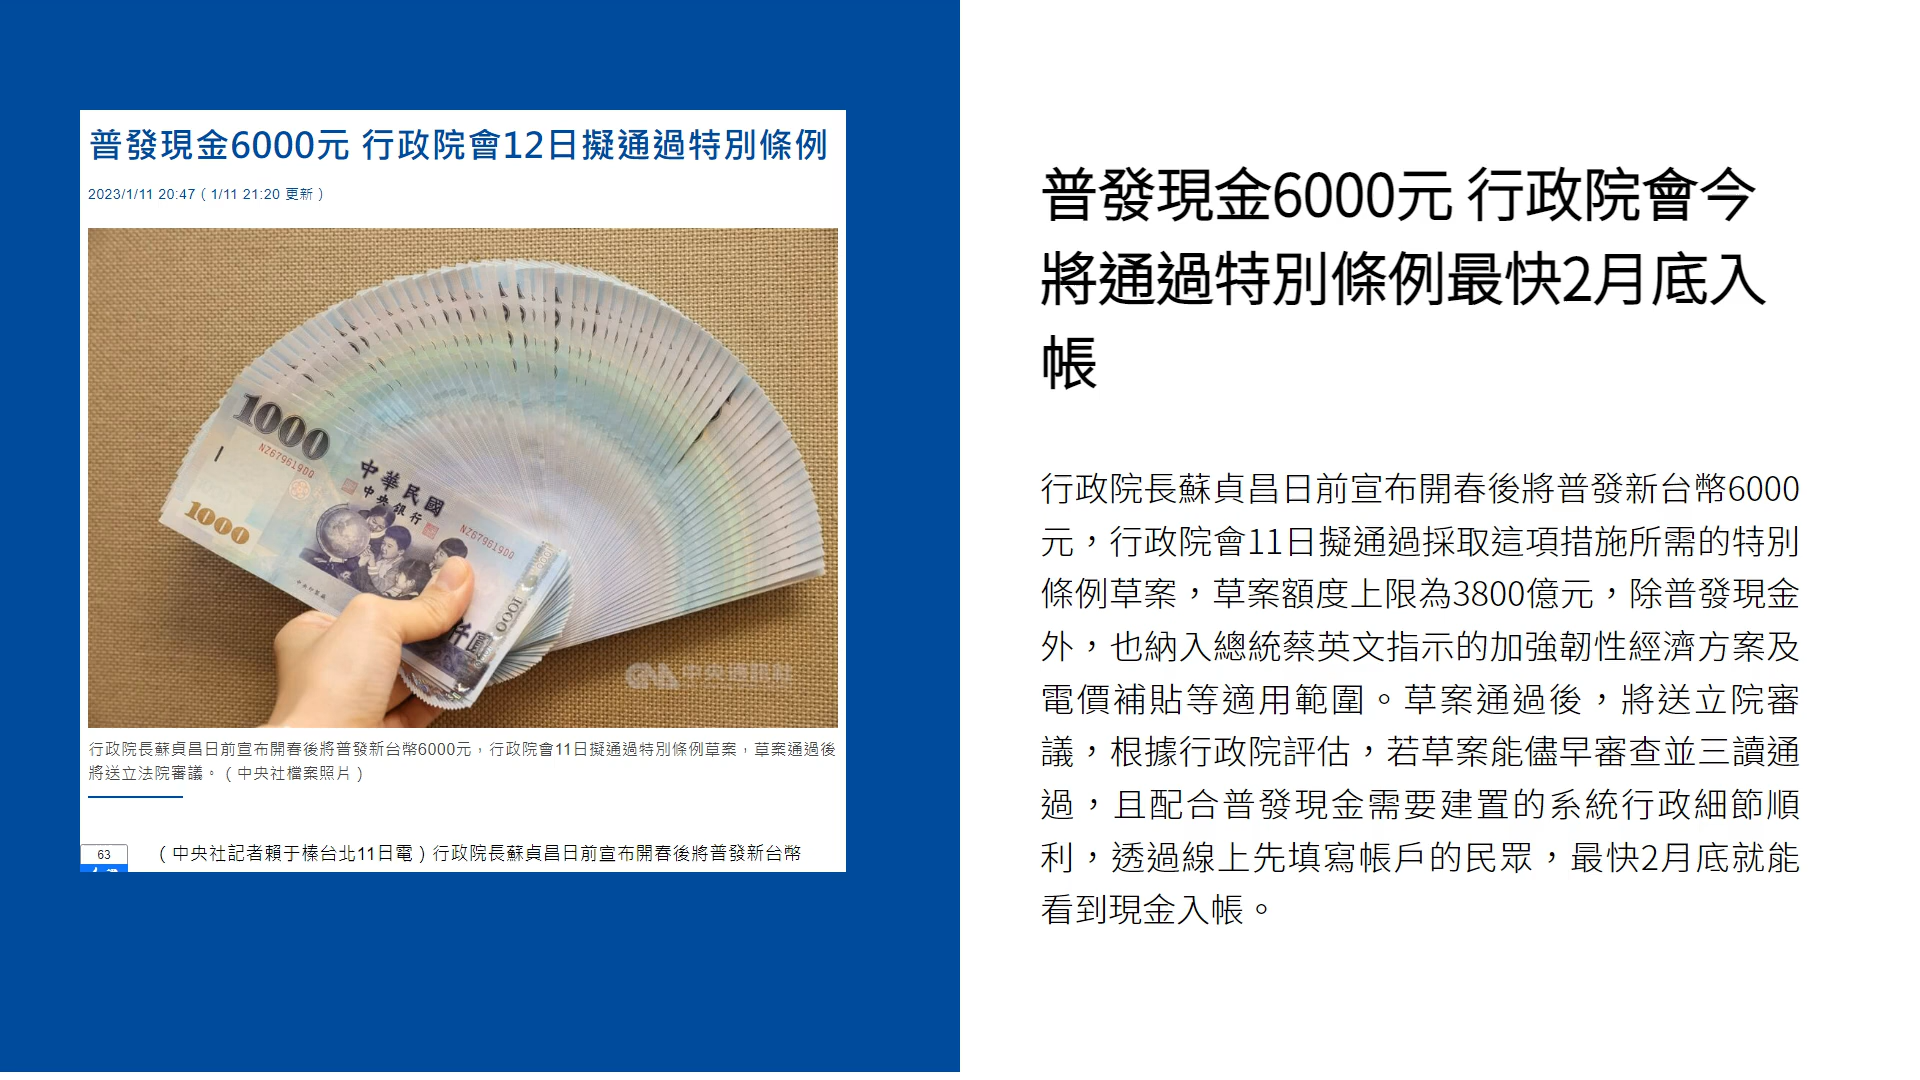 普發現金6000元 行政院會12日擬通過特別條例
2023/1/11 20:47（1/11 21:20 更新）
1000
NZ679619DQ
中華民國
中央銀行
NZ679619DQ
1000
1000
仟圓
CNA 中央通訊社
行政院長蘇貞昌日前宣布開春後將普發新台幣6000元，行政院會11日擬通過特別條例草案，草案通過後
將送立法院審議。（中央社檔案照片）
63
（中央社記者賴于榛台北11日電）行政院長蘇貞昌日前宣布開春後將普發新台幣
普發現金6000元 行政院會今
將通過特別條例最快2月底入
帳
行政院長蘇貞昌日前宣布開春後將普發新台幣6000
元，行政院會11日擬通過採取這項措施所需的特別
條例草案，草案額度上限為3800億元，除普發現金
外，也納入總統蔡英文指示的加強韌性經濟方案及
電價補貼等適用範圍。草案通過後，將送立院審
議，根據行政院評估，若草案能儘早審查並三讀通
過，且配合普發現金需要建置的系統行政細節順
利，透過線上先填寫帳戶的民眾，最快2月底就能
看到現金入帳。